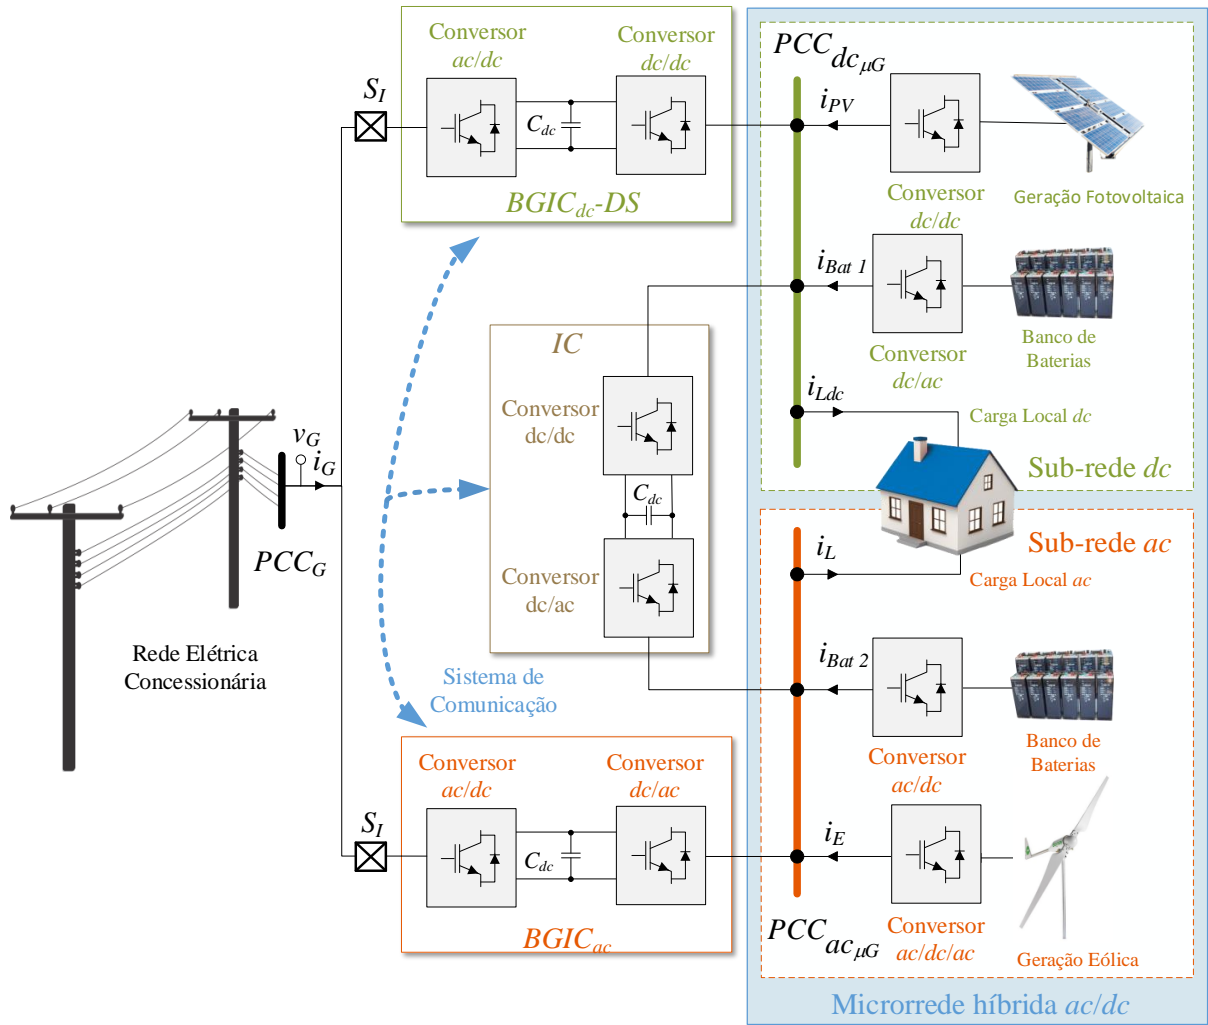 Conversor
ac/dc
Conversor
dc/dc
S_I
C_dc
BGIC_dc-DS
PCC_dc_μG
i_PV
Conversor
dc/dc
Geração Fotovoltaica
i_Bat 1
Conversor
dc/ac
Banco de
Baterias
i_Ldc
Carga Local dc
Sub-rede dc
IC
Conversor
dc/dc
C_dc
Conversor
dc/ac
v_G
i_G
PCC_G
Rede Elétrica
Concessionária
Sistema de
Comunicação
Sub-rede ac
i_L
Carga Local ac
i_Bat 2
Conversor
ac/dc
Banco de
Baterias
S_I
Conversor
ac/dc
Conversor
dc/ac
C_dc
BGIC_ac
i_E
PCC_ac_μG
Conversor
ac/dc/ac
Geração Eólica
Microrrede híbrida ac/dc